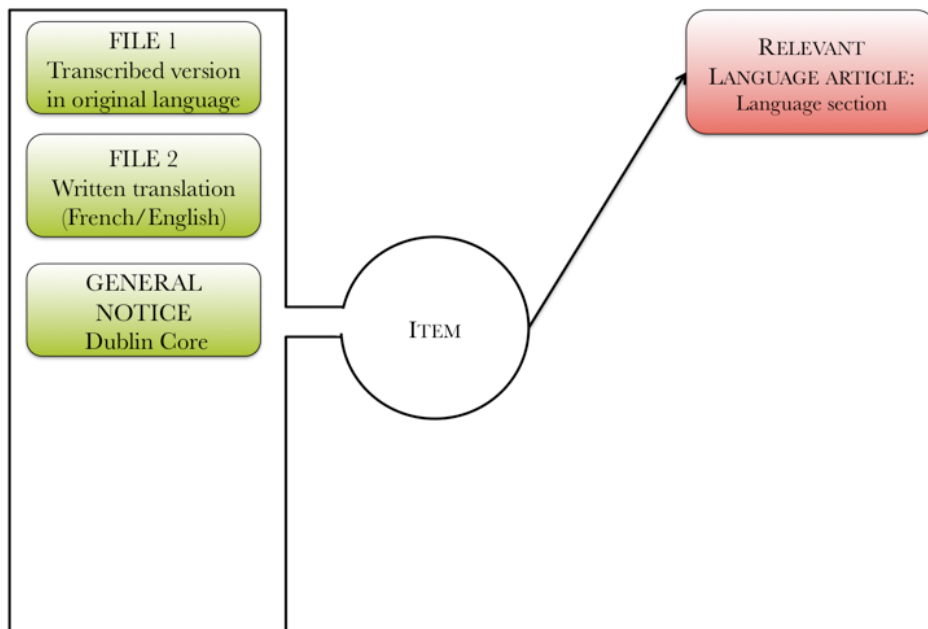 FILE 1
Transcribed version
in original language
FILE 2
Written translation
(French/English)
GENERAL
NOTICE
Dublin Core
ITEM
RELEVANT
LANGUAGE ARTICLE:
Language section